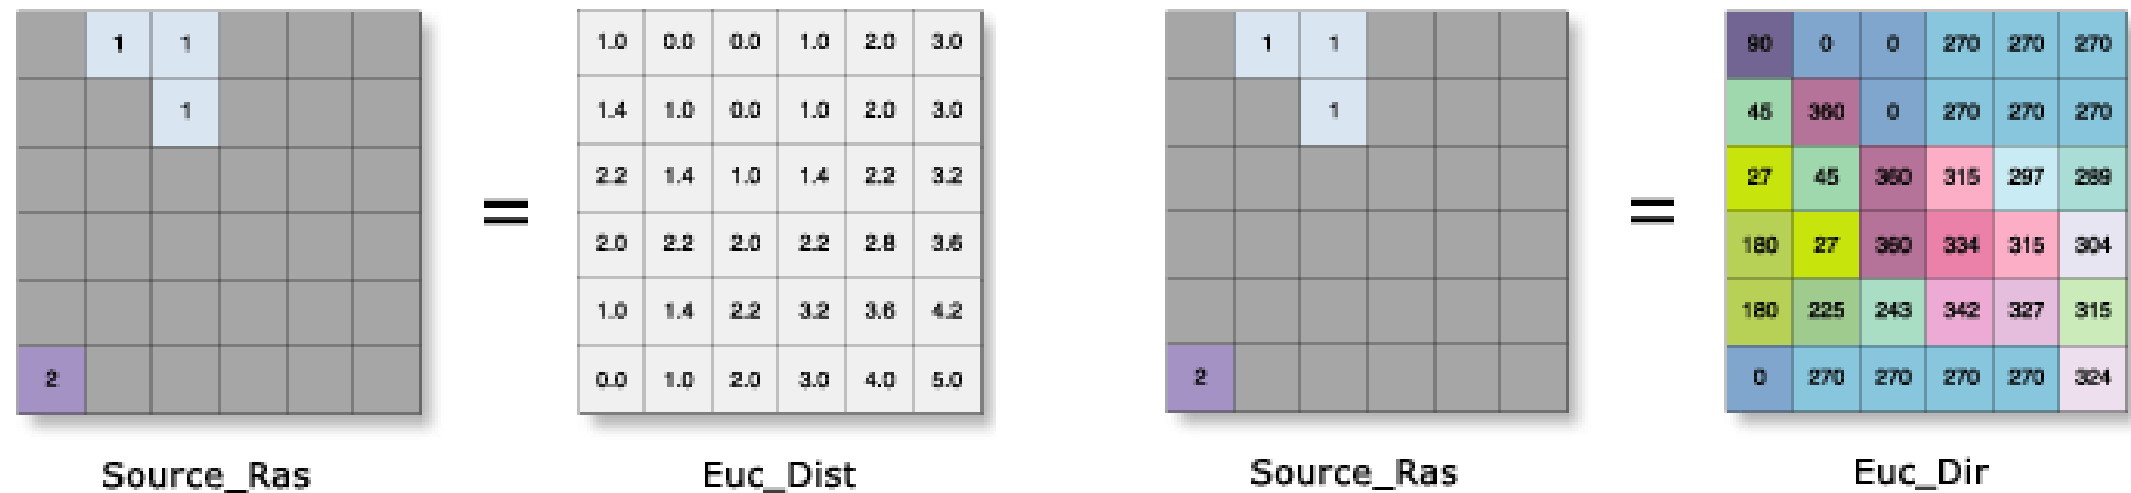 1 1
1
2
=
1.0 0.0 0.0 1.0 2.0 3.0
1.4 1.0 0.0 1.0 2.0 3.0
2.2 1.4 1.0 1.4 2.2 3.2
2.0 2.2 2.0 2.2 2.8 3.6
1.0 1.4 2.2 3.2 3.6 4.2
0.0 1.0 2.0 3.0 4.0 5.0
1 1
1
2
=
90 0 0 270 270 270
45 360 0 270 270 270
27 45 360 315 297 289
180 27 360 334 315 304
180 225 243 342 327 315
0 270 270 270 270 324
Source_Ras
Euc_Dist
Source_Ras
Euc_Dir